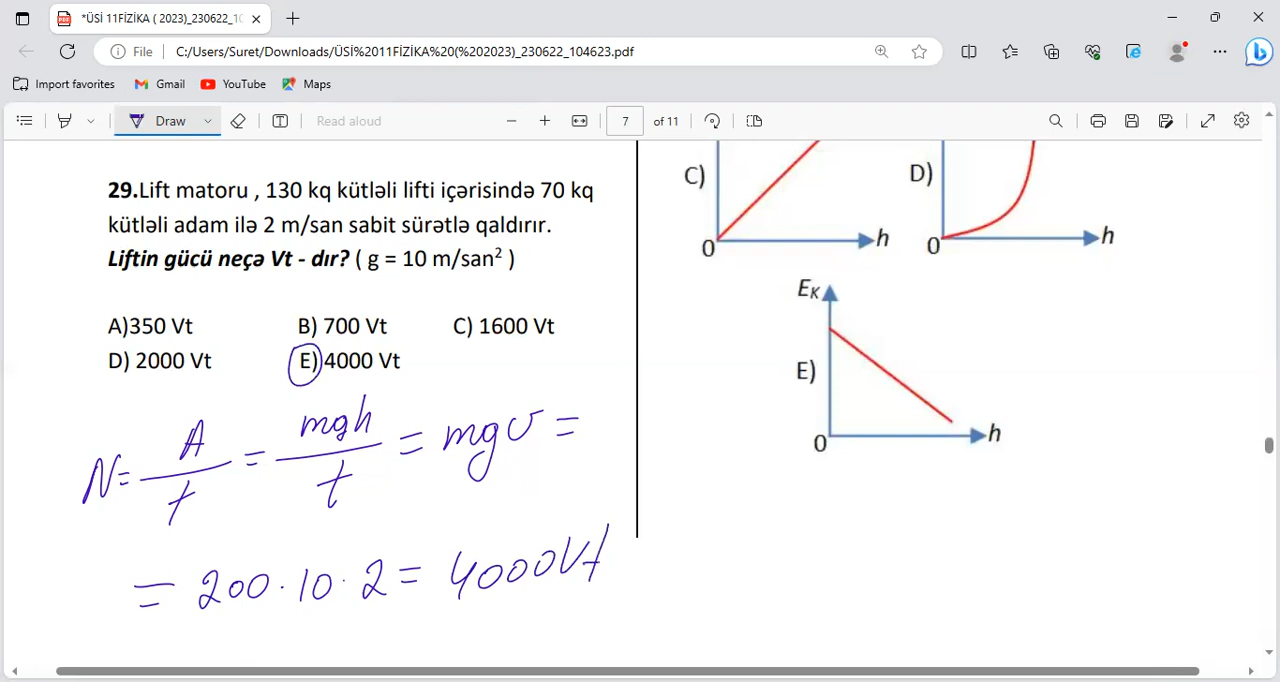 *ÜSİ 11FİZİKA ( 2023)_230622_10
File
C:/Users/Suret/Downloads/ÜSİ%2011FİZİKA%20(%202023)_230622_104623.pdf
Import favorites
Gmail
YouTube
Maps
Draw
Read aloud
7
of 11
29.Lift matoru , 130 kq kütləli lifti içərisində 70 kq
kütləli adam ilə 2 m/san sabit sürətlə qaldırır.
Liftin gücü neçə Vt - dır? ( g = 10 m/san² )
A)350 Vt B) 700 Vt C) 1600 Vt
D) 2000 Vt E) 4000 Vt
N = A/t = mgh/t = mgv =
= 200 · 10 · 2 = 4000Vt
C) 0 h
D) 0 h
E) Eᴋ 0 h